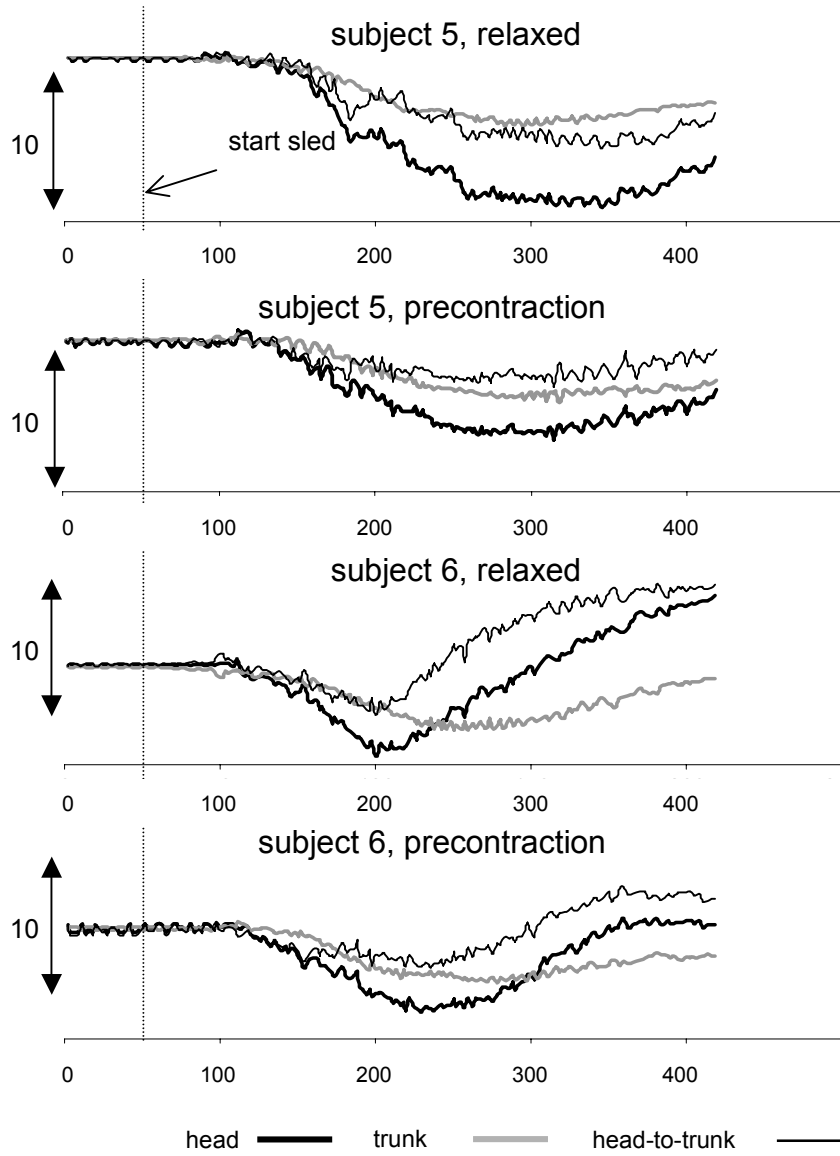 subject 5, relaxed
10
start sled
0 100 200 300 400
subject 5, precontraction
10
0 100 200 300 400
subject 6, relaxed
10
0 100 200 300 400
subject 6, precontraction
10
0 100 200 300 400
head trunk head-to-trunk